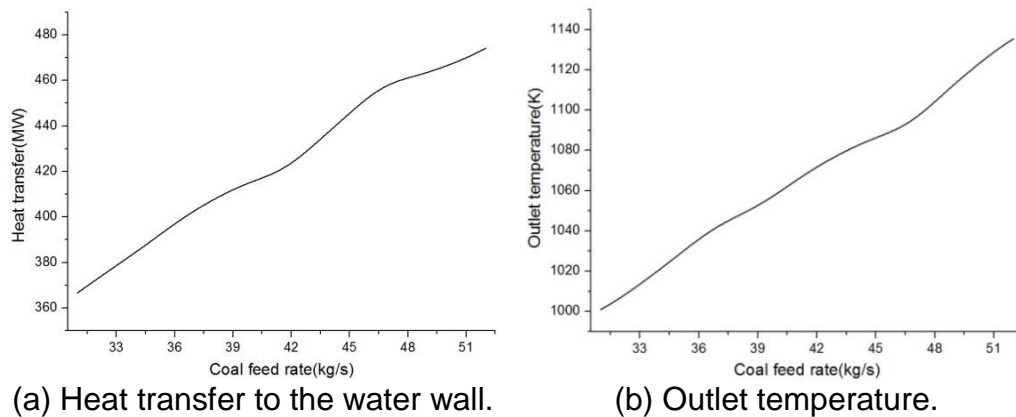 480
460
440
420
400
380
360
Heat transfer(MW)
33 36 39 42 45 48 51
Coal feed rate(kg/s)
(a) Heat transfer to the water wall.
1140
1120
1100
1080
1060
1040
1020
1000
Outlet temperature(K)
33 36 39 42 45 48 51
Coal feed rate(kg/s)
(b) Outlet temperature.